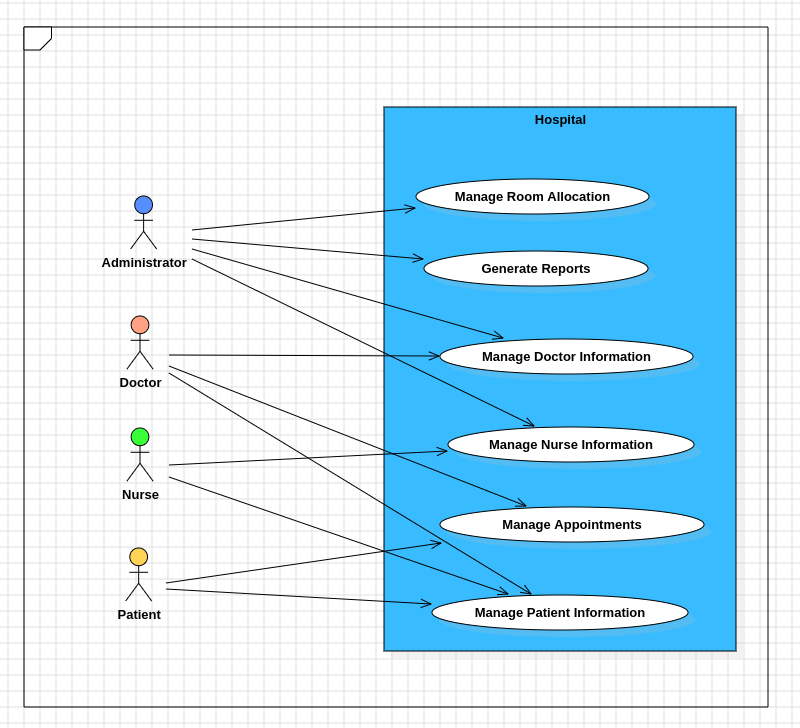 Hospital
Manage Room Allocation
Generate Reports
Administrator
Manage Doctor Information
Doctor
Manage Nurse Information
Nurse
Manage Appointments
Patient
Manage Patient Information